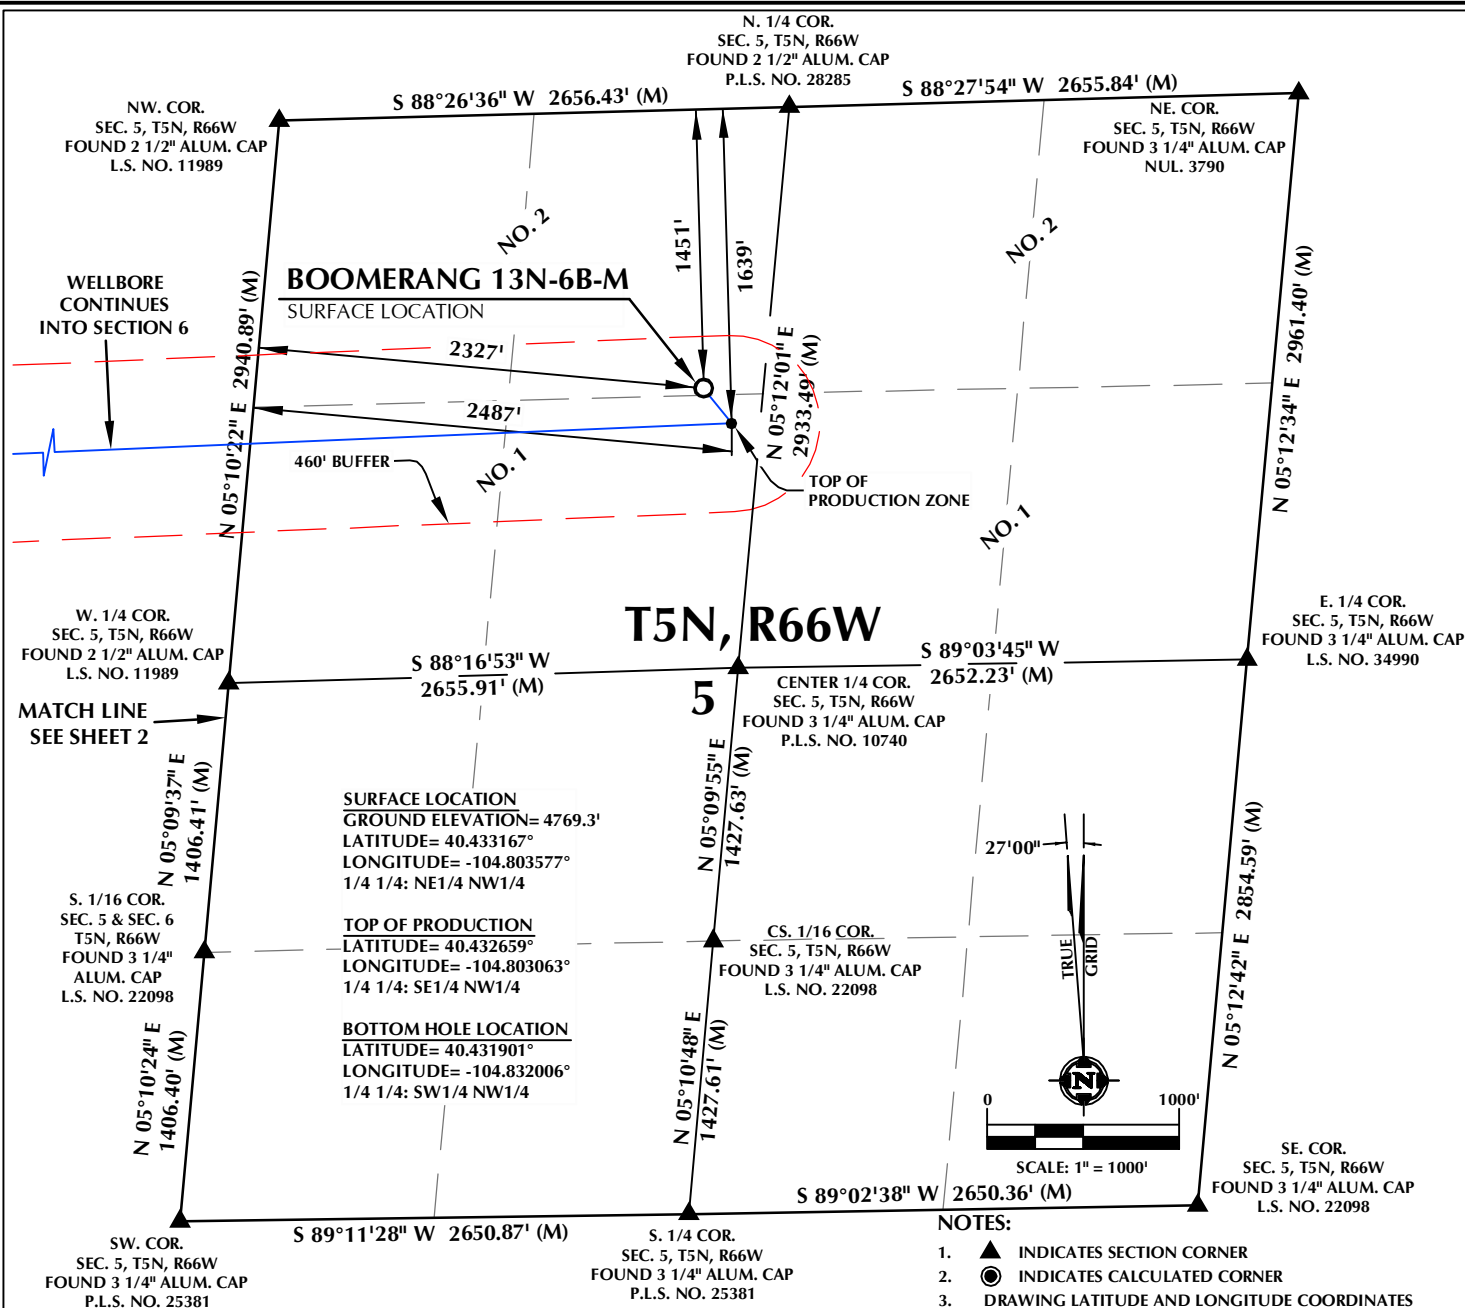 N. 1/4 COR.
SEC. 5, T5N, R66W
FOUND 2 1/2" ALUM. CAP
P.L.S. NO. 28285
NW. COR.
SEC. 5, T5N, R66W
FOUND 2 1/2" ALUM. CAP
L.S. NO. 11989
S 88°26'36" W 2656.43' (M)
S 88°27'54" W 2655.84' (M)
NE. COR.
SEC. 5, T5N, R66W
FOUND 3 1/4" ALUM. CAP
NUL. 3790
NO. 2
NO. 2
1451'
1639'
WELLBORE
CONTINUES
INTO SECTION 6
BOOMERANG 13N-6B-M
SURFACE LOCATION
N 05°10'22" E 2940.89' (M)
2327'
2487'
N 05°12'01" E
2933.49' (M)
N 05°12'34" E 2961.40' (M)
460' BUFFER
NO. 1
NO. 1
TOP OF
PRODUCTION ZONE
W. 1/4 COR.
SEC. 5, T5N, R66W
FOUND 2 1/2" ALUM. CAP
L.S. NO. 11989
T5N, R66W
5
E. 1/4 COR.
SEC. 5, T5N, R66W
FOUND 3 1/4" ALUM. CAP
L.S. NO. 34990
S 88°16'53" W
2655.91' (M)
S 89°03'45" W
2652.23' (M)
CENTER 1/4 COR.
SEC. 5, T5N, R66W
FOUND 3 1/4" ALUM. CAP
P.L.S. NO. 10740
MATCH LINE
SEE SHEET 2
N 05°09'37" E
1406.41' (M)
N 05°09'55" E
1427.63' (M)
SURFACE LOCATION
GROUND ELEVATION= 4769.3'
LATITUDE= 40.433167°
LONGITUDE= -104.803577°
1/4 1/4: NE1/4 NW1/4
TOP OF PRODUCTION
LATITUDE= 40.432659°
LONGITUDE= -104.803063°
1/4 1/4: SE1/4 NW1/4
BOTTOM HOLE LOCATION
LATITUDE= 40.431901°
LONGITUDE= -104.832006°
1/4 1/4: SW1/4 NW1/4
S. 1/16 COR.
SEC. 5 & SEC. 6
T5N, R66W
FOUND 3 1/4"
ALUM. CAP
L.S. NO. 22098
CS. 1/16 COR.
SEC. 5, T5N, R66W
FOUND 3 1/4" ALUM. CAP
L.S. NO. 22098
27'00"
TRUE
GRID
N
N 05°12'42" E 2854.59' (M)
N 05°10'24" E
1406.40' (M)
N 05°10'48" E
1427.61' (M)
0 1000'
SCALE: 1" = 1000'
SE. COR.
SEC. 5, T5N, R66W
FOUND 3 1/4" ALUM. CAP
L.S. NO. 22098
S 89°11'28" W 2650.87' (M)
S 89°02'38" W 2650.36' (M)
SW. COR.
SEC. 5, T5N, R66W
FOUND 3 1/4" ALUM. CAP
P.L.S. NO. 25381
S. 1/4 COR.
SEC. 5, T5N, R66W
FOUND 3 1/4" ALUM. CAP
P.L.S. NO. 25381
NOTES:
1. INDICATES SECTION CORNER
2. INDICATES CALCULATED CORNER
3. DRAWING LATITUDE AND LONGITUDE COORDINATES